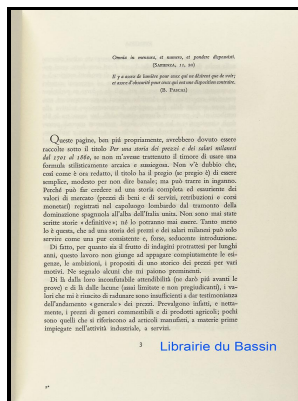 Omnia in mensura, et numero, et pondere disposuisti.
(SAPIENZA, 11, 20)
Il y a assez de lumière pour ceux qui ne désirent que de voir;
et assez d'obscurité pour ceux qui ont une disposition contraire.
(B. PASCAL)
Queste pagine, ben più propriamente, avrebbero dovuto essere
raccolte sotto il titolo Per una storia dei prezzi e dei salari milanesi
dal 1701 al 1860, se non m'avesse trattenuto il timore di usare una
formula stilisticamente arcaica e sussiegosa. Non v'è dubbio che,
così come è ora redatto, il titolo ha il pregio (se pregio è) di essere
semplice, modesto per non dire banale; ma può trarre in inganno.
Perché può far credere ad una storia completa ed esauriente dei
valori di mercato (prezzi di beni e di servizi, retribuzioni e corsi
monetari) registrati nel capoluogo lombardo dal tramonto della
dominazione spagnola all'alba dell'Italia unita. Non sono mai state
scritte storie «definitive»; nè lo potranno mai essere. Tanto meno
lo è questa, che ad una storia dei prezzi e dei salari milanesi può solo
servire come una pur consistente e, forse, seducente introduzione.
Di fatto, per quanto sia il frutto di indagini protrattesi per lunghi
anni, questo lavoro non giunge ad appagare compiutamente le esi-
genze, le ambizioni, i propositi di uno storico dei prezzi per vari
motivi. Ne segnalo alcuni che mi paiono preminenti.
Di là dalle loro inconfutabile attendibilità (ne darò più avanti le
prove) e di là dalle lacune (assai limitate e non pregiudicanti), i va-
lori che mi è riuscito di radunare sono insufficienti a dar testimonianza
dell'andamento «generale» dei prezzi. Prevalgono infatti, e netta-
mente, i prezzi di generi commestibili e di prodotti agricoli; pochi
sono quelli che si riferiscono ad articoli manufatti, a materie prime
impiegate nell'attività industriale, a servizi.
3
Librairie du Bassin